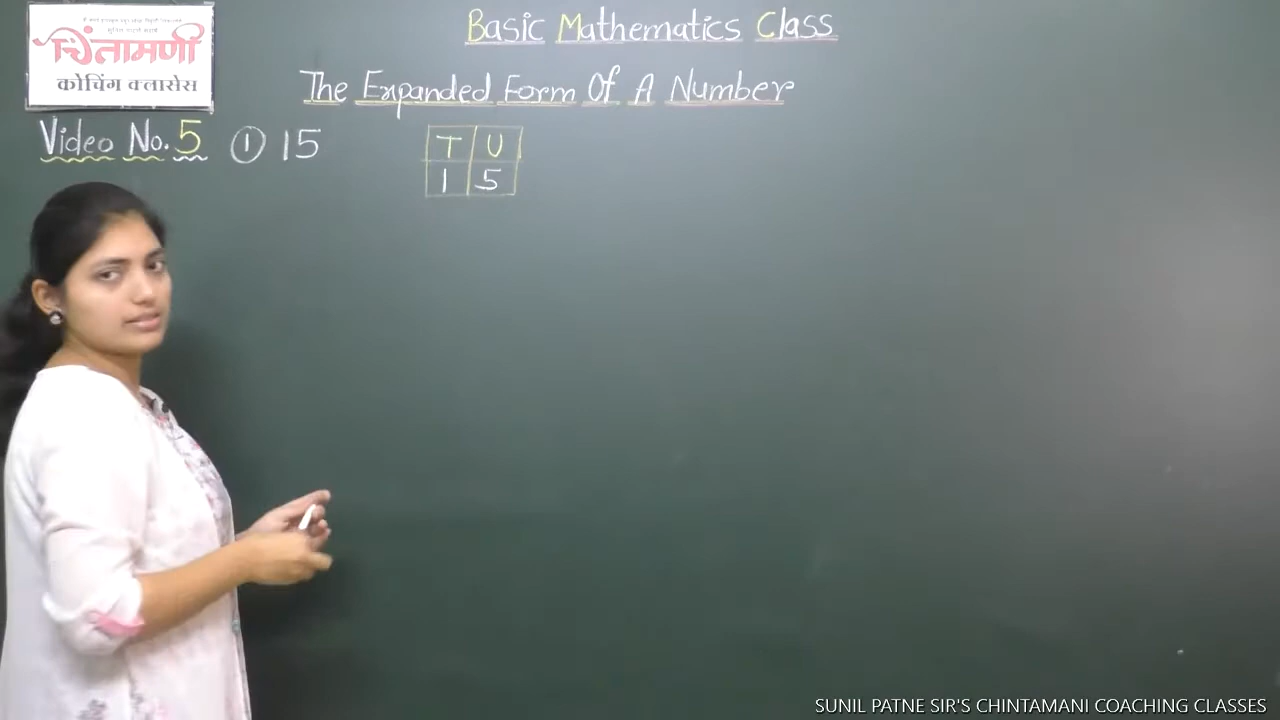 Basic Mathematics Class
चिंतामणी
कोचिंग क्लासेस
The Expanded Form Of A Number
Video No. 5 ① 15
T U
1 5
SUNIL PATNE SIR'S CHINTAMANI COACHING CLASSES